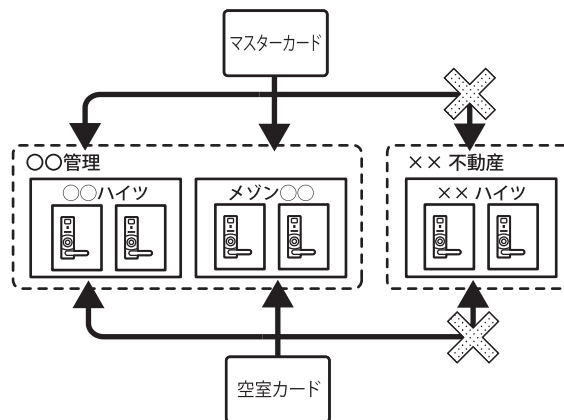 マスターカード
○○管理
○○ハイツ
メゾン○○
×× 不動産
×× ハイツ
空室カード